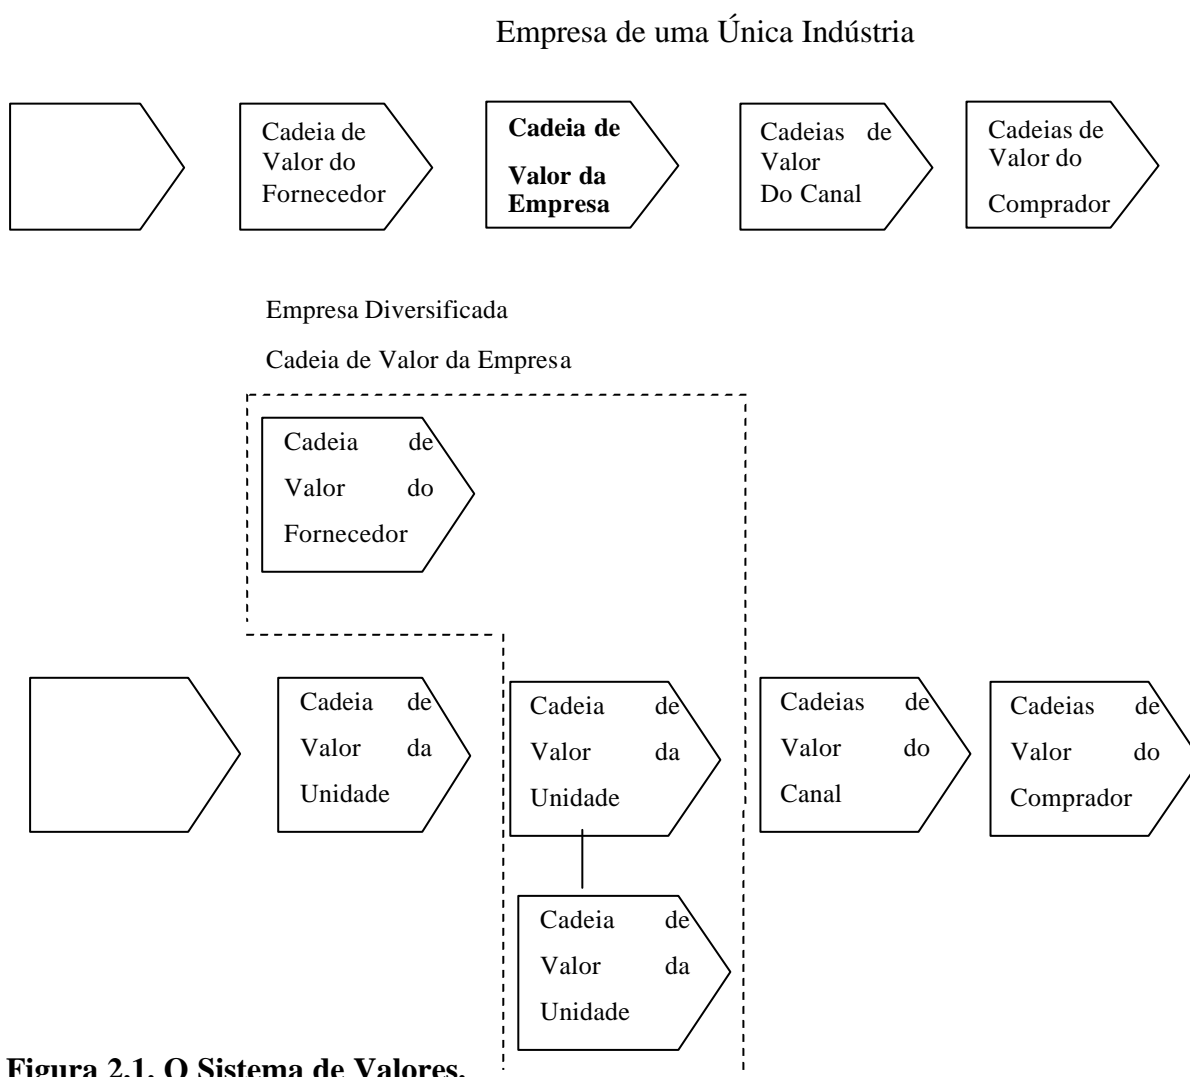 Empresa de uma Única Indústria
Cadeia de
Valor do
Fornecedor
Cadeia de
Valor da
Empresa
Cadeias de
Valor
Do Canal
Cadeias de
Valor do
Comprador
Empresa Diversificada
Cadeia de Valor da Empresa
Cadeia de
Valor do
Fornecedor
Cadeia de
Valor da
Unidade
Cadeia de
Valor da
Unidade
Cadeias de
Valor do
Canal
Cadeias de
Valor do
Comprador
Cadeia de
Valor da
Unidade
Figura 2.1. O Sistema de Valores.